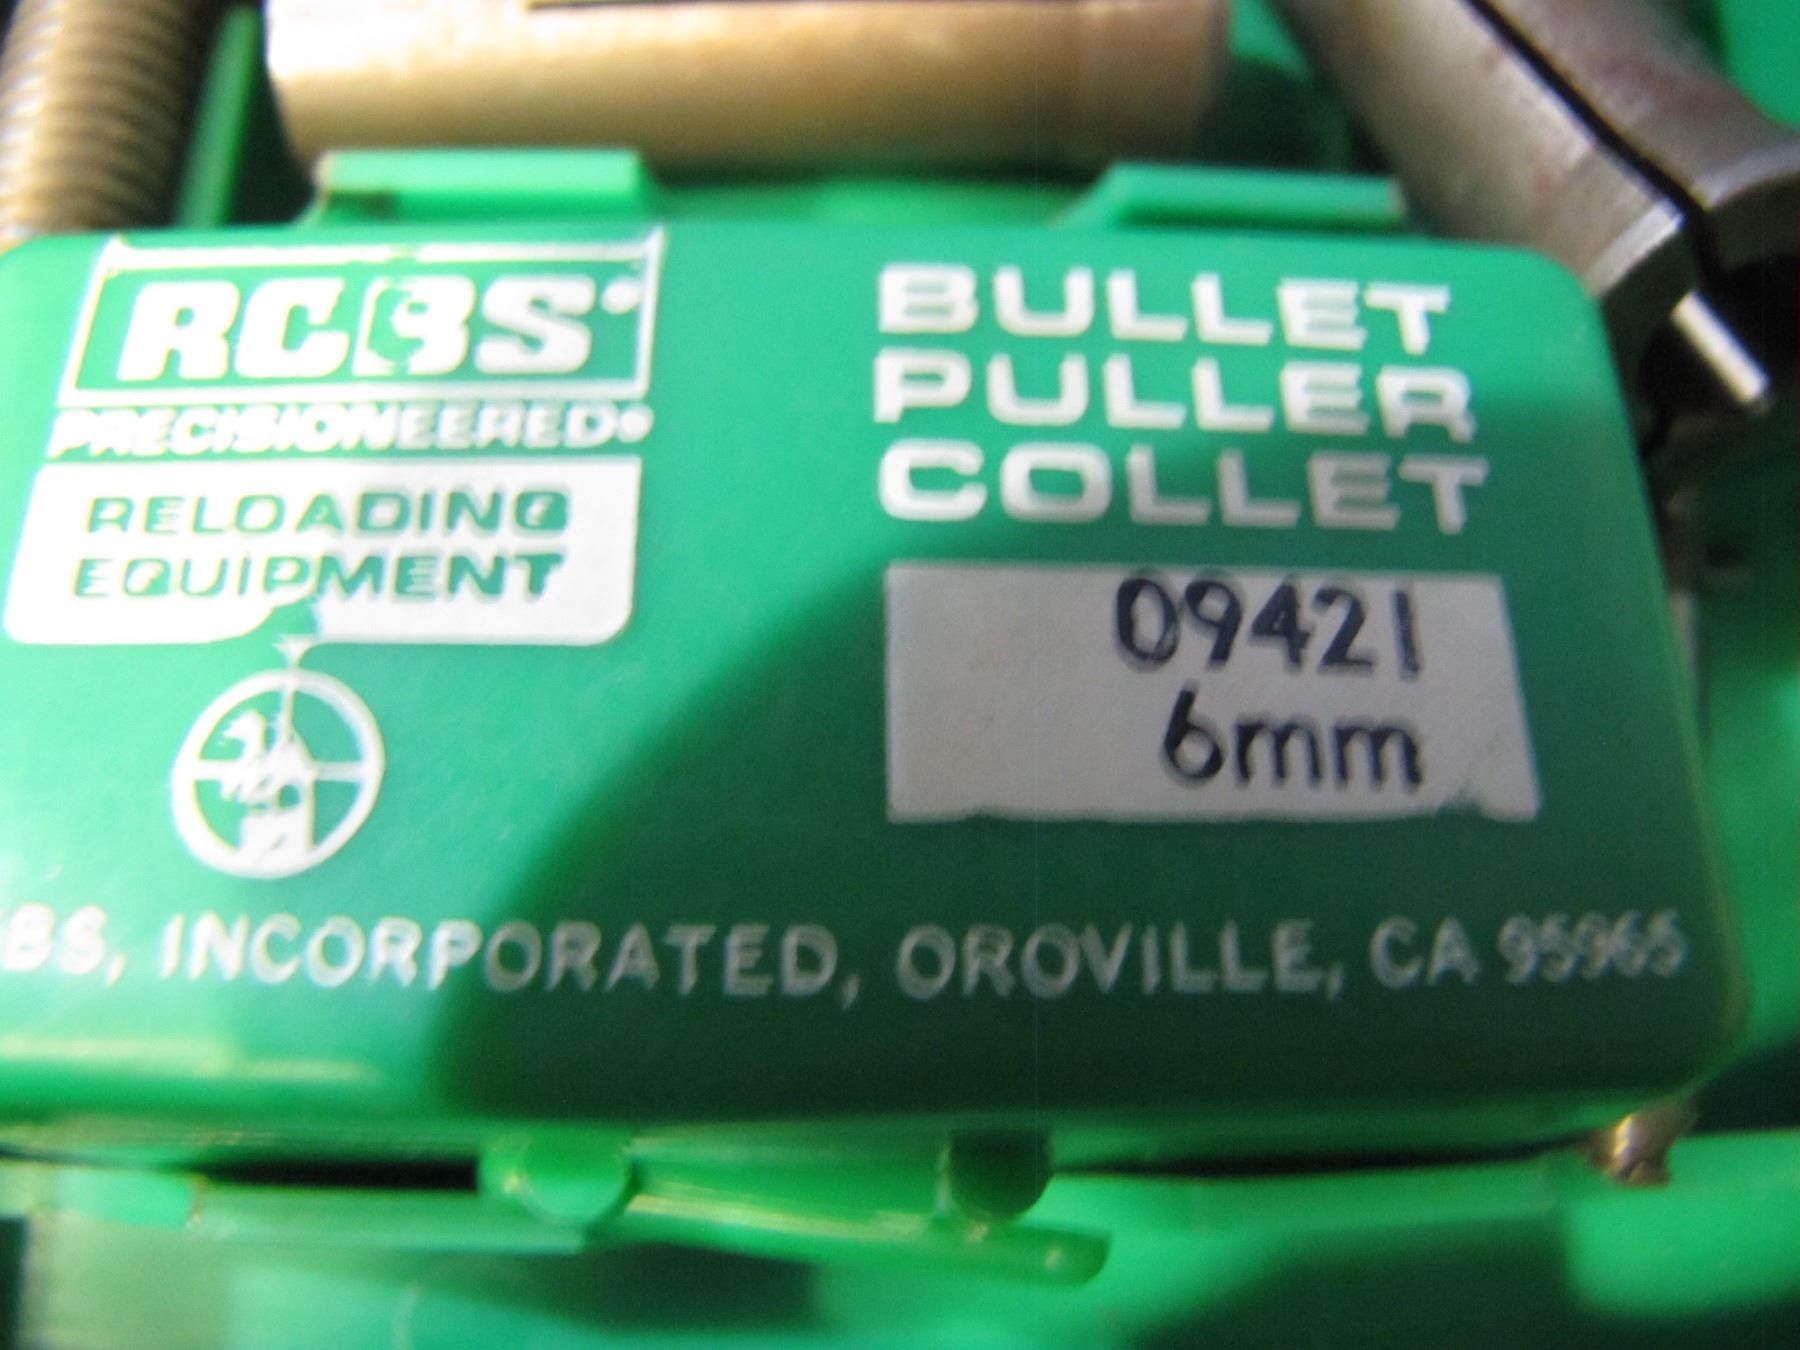 RCBS
PRECISIONEERED®
RELOADING
EQUIPMENT
BULLET
PULLER
COLLET
09421
6mm
BS, INCORPORATED, OROVILLE, CA 95965